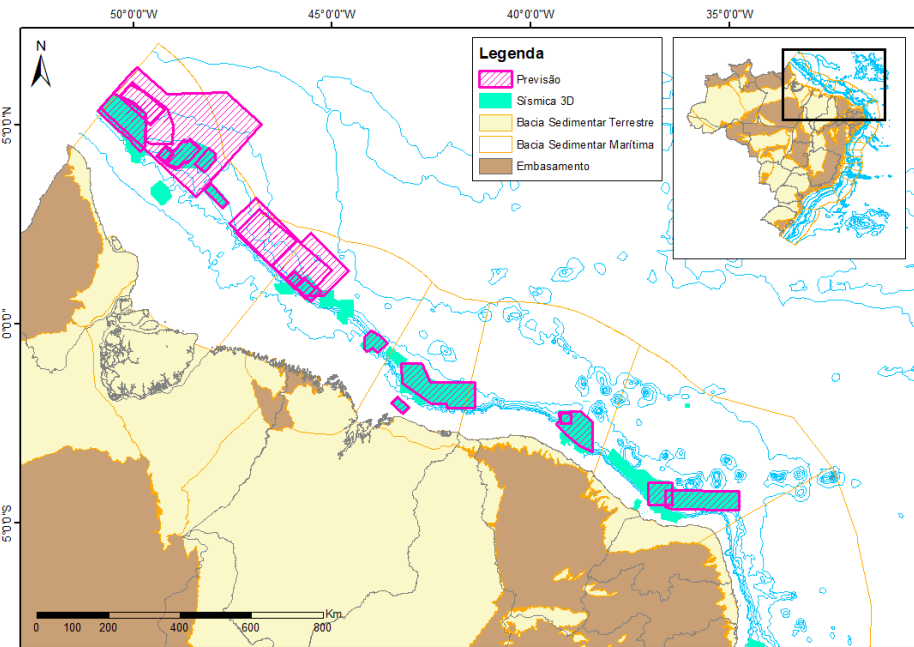 50°0'0"W 45°0'0"W 40°0'0"W 35°0'0"W
N
Legenda
Previsão
Sísmica 3D
Bacia Sedimentar Terrestre
Bacia Sedimentar Marítima
Embasamento
5°0'0"N
0°0'0"
5°0'0"S
Km
0 100 200 400 600 800